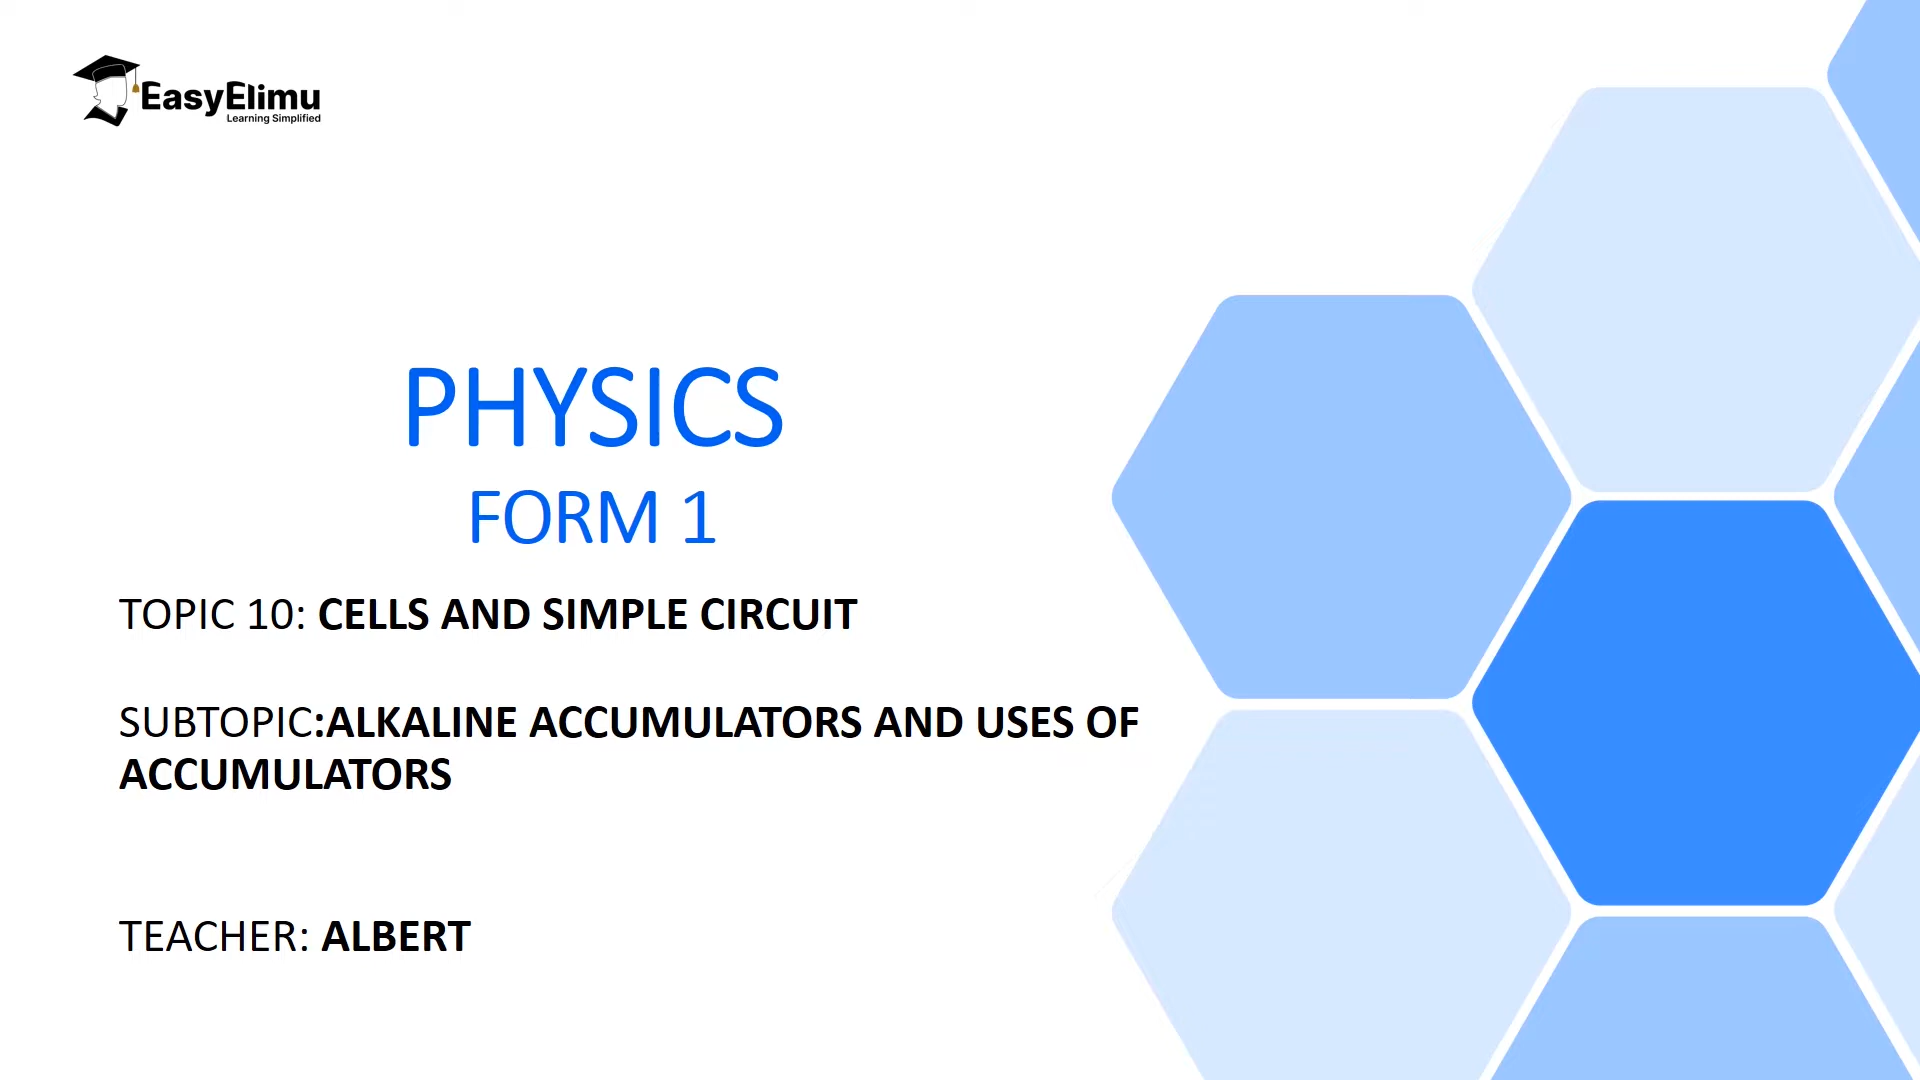 EasyElimu
Learning Simplified
PHYSICS
FORM 1
TOPIC 10: CELLS AND SIMPLE CIRCUIT
SUBTOPIC:ALKALINE ACCUMULATORS AND USES OF
ACCUMULATORS
TEACHER: ALBERT